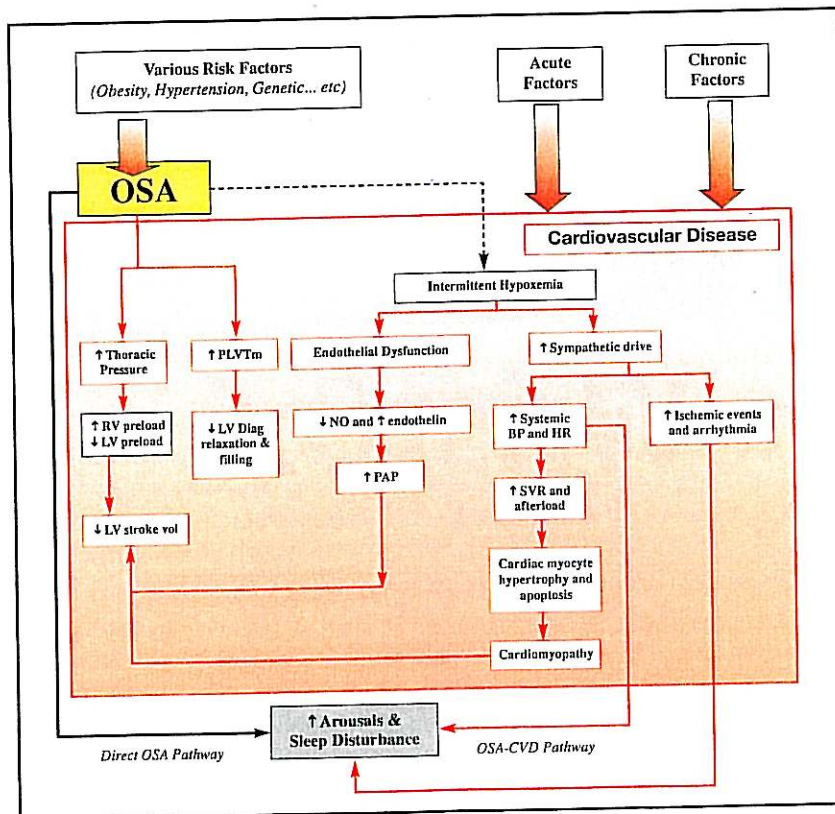 Various Risk Factors
(Obesity, Hypertension, Genetic... etc)
Acute
Factors
Chronic
Factors
OSA
Cardiovascular Disease
Intermittent Hypoxemia
↑ Thoracic
Pressure
↑ PLVTm
Endothelial Dysfunction
↑ Sympathetic drive
↑ RV preload
↓ LV preload
↓ LV Diag
relaxation &
filling
↓ NO and ↑ endothelin
↑ Systemic
BP and HR
↑ Ischemic events
and arrhythmia
↑ PAP
↑ SVR and
afterload
↓ LV stroke vol
Cardiac myocyte
hypertrophy and
apoptosis
Cardiomyopathy
↑ Arousals &
Sleep Disturbance
Direct OSA Pathway
OSA-CVD Pathway